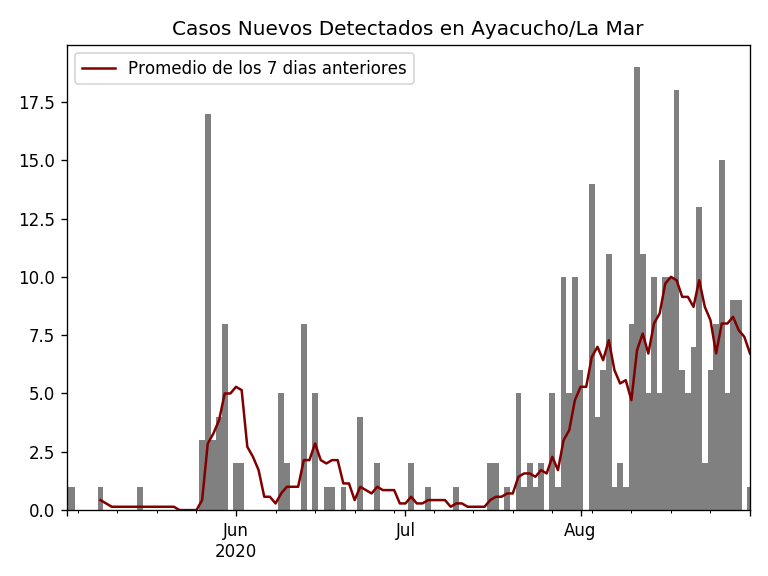 Casos Nuevos Detectados en Ayacucho/La Mar
Promedio de los 7 dias anteriores
17.5
15.0
12.5
10.0
7.5
5.0
2.5
0.0
Jun
2020
Jul
Aug